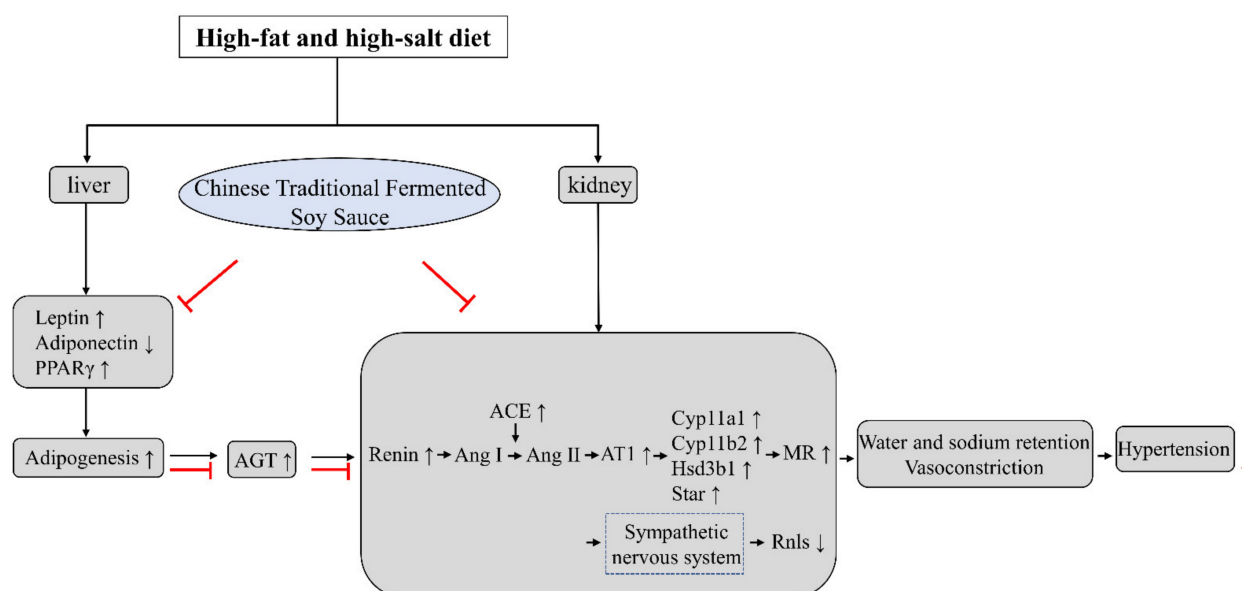 High-fat and high-salt diet
liver
Chinese Traditional Fermented
Soy Sauce
kidney
Leptin ↑
Adiponectin ↓
PPARγ ↑
Adipogenesis ↑
AGT ↑
Renin ↑
Ang I
ACE ↑
Ang II
AT1 ↑
Cyp11a1 ↑
Cyp11b2 ↑
Hsd3b1 ↑
Star ↑
MR ↑
Sympathetic
nervous system
Rnls ↓
Water and sodium retention
Vasoconstriction
Hypertension